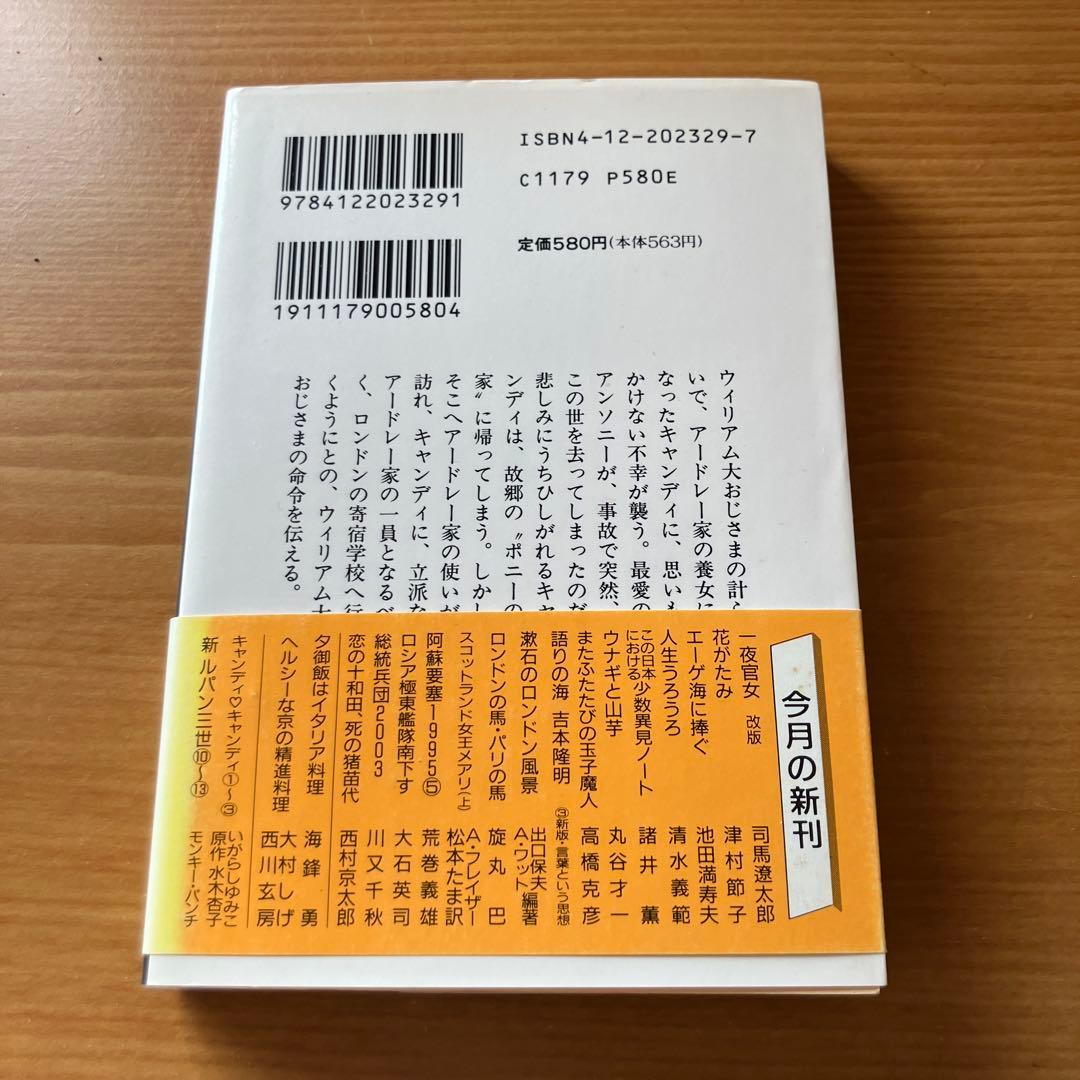 ISBN4-12-202329-7
C1179 P580E
9784122023291
定価580円(本体563円)
1911179005804
ウィリアム大おじさまの計ら
いで、アードレー家の養女に
なったキャンディに、思いも
かけない不幸が襲う。最愛の
アンソニーが、事故で突然、
この世を去ってしまったのだ
悲しみにうちひしがれるキャ
ンディは、故郷の〝ポニーの
家〟に帰ってしまう。しかし
そこへアードレー家の使いが
訪れ、キャンディに、立派な
アードレー家の一員となるべ
く、ロンドンの寄宿学校へ行
くようにとの、ウィリアム大
おじさまの命令を伝える。
今月の新刊
一夜官女 改版 司馬遼太郎
花がたみ 津村節子
エーゲ海に捧ぐ 池田満寿夫
人生うろうろ 清水義範
この日本における少数異見ノート 諸井薫
ウナギと山芋 丸谷才一
またふたたびの玉子魔人 高橋克彦
語りの海 吉本隆明 ③新版・言葉という思想
漱石のロンドン風景 出口保夫 A・ワット編著
ロンドンの馬・パリの馬 旋丸巴
スコットランド女王メアリ(上) A・フレイザー 松本たま訳
阿蘇要塞1995⑤ 荒巻義雄
ロシア極東艦隊南下す 大石英司
総統兵団2003 川又千秋
恋の十和田、死の猪苗代 西村京太郎
夕御飯はイタリア料理 海鋒勇
ヘルシーな京の精進料理 大村しげ 西川玄房
キャンディ♡キャンディ①〜③ いがらしゆみこ 原作 水木杏子
新 ルパン三世⑩〜⑬ モンキー・パンチ